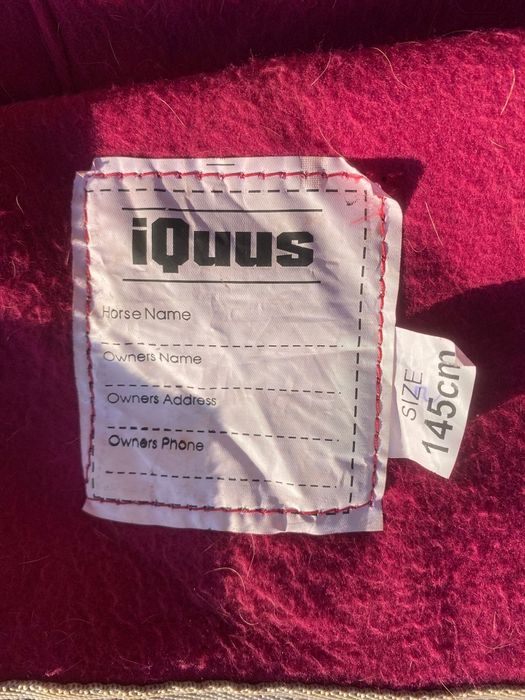 iQuus
Horse Name
Owners Name
Owners Address
Owners Phone
SIZE
145cm